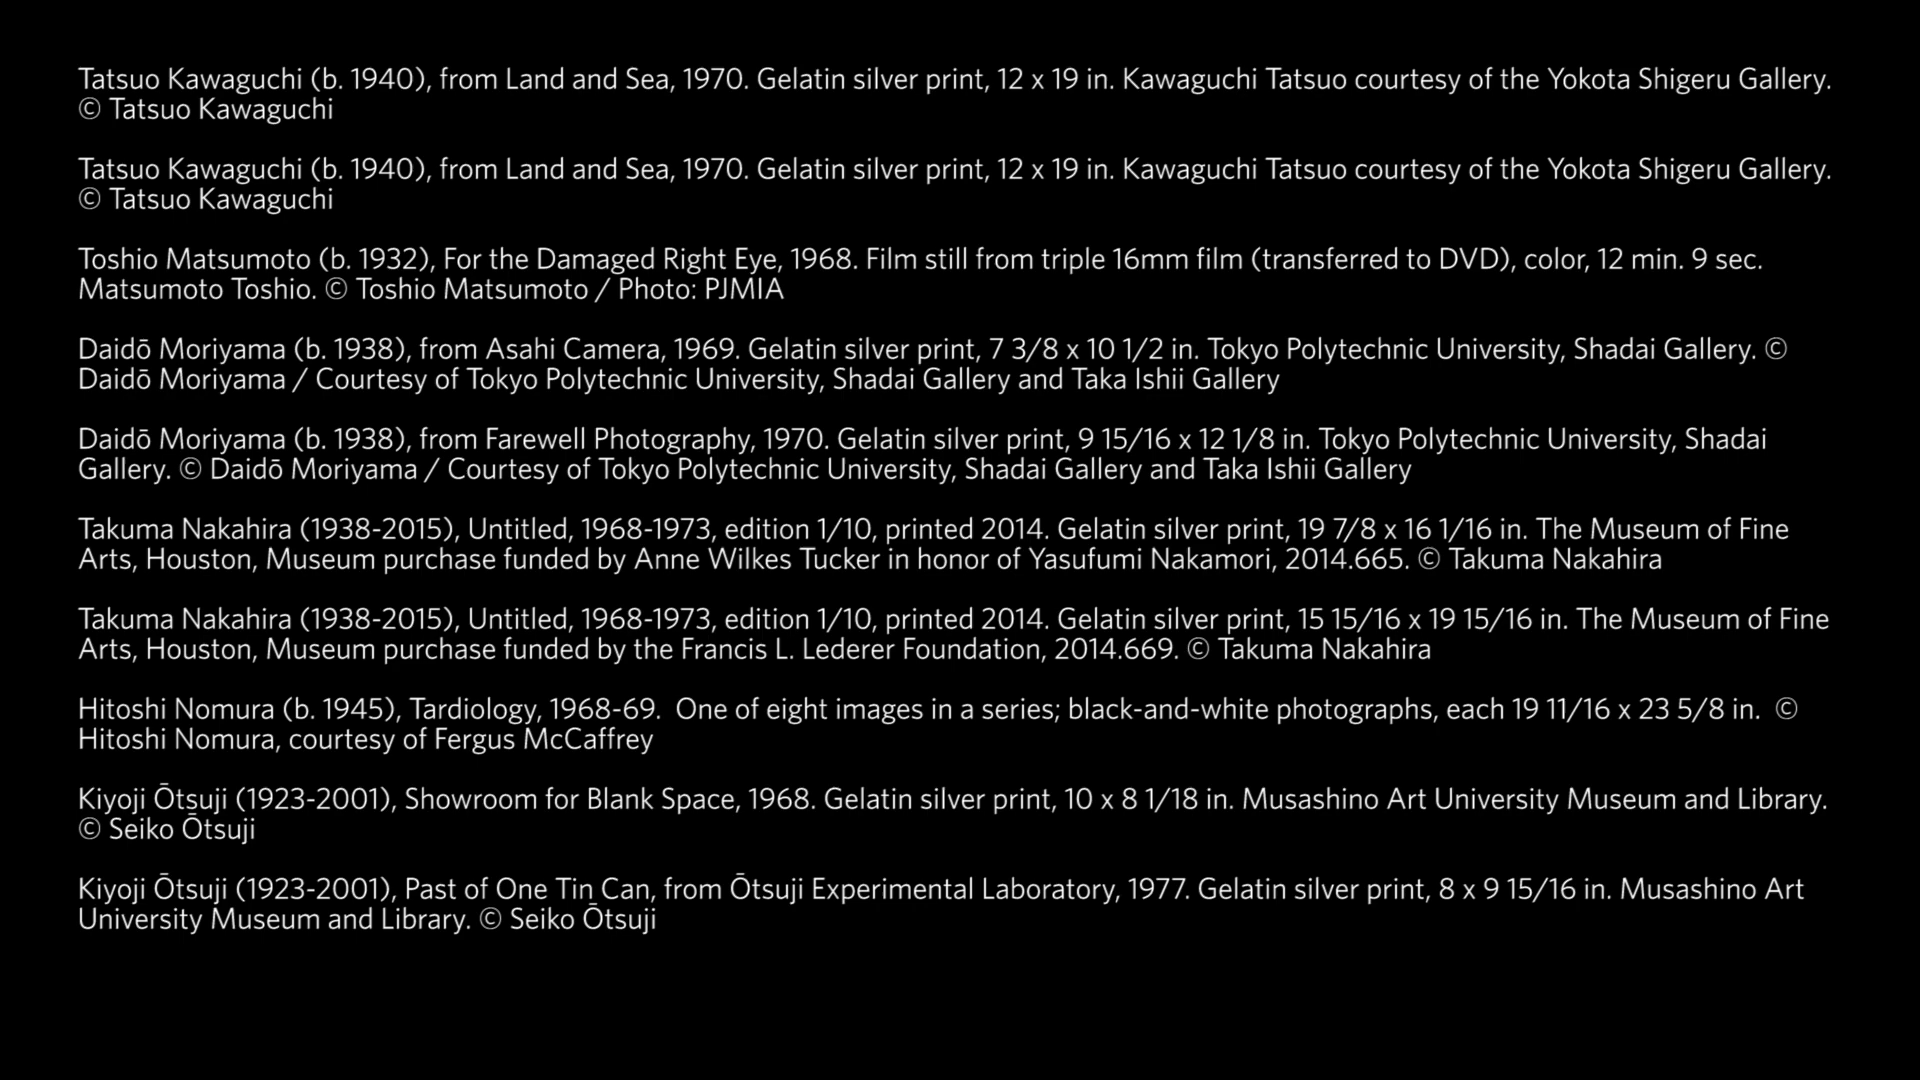 Tatsuo Kawaguchi (b. 1940), from Land and Sea, 1970. Gelatin silver print, 12 x 19 in. Kawaguchi Tatsuo courtesy of the Yokota Shigeru Gallery.
© Tatsuo Kawaguchi
Tatsuo Kawaguchi (b. 1940), from Land and Sea, 1970. Gelatin silver print, 12 x 19 in. Kawaguchi Tatsuo courtesy of the Yokota Shigeru Gallery.
© Tatsuo Kawaguchi
Toshio Matsumoto (b. 1932), For the Damaged Right Eye, 1968. Film still from triple 16mm film (transferred to DVD), color, 12 min. 9 sec.
Matsumoto Toshio. © Toshio Matsumoto / Photo: PJMIA
Daidō Moriyama (b. 1938), from Asahi Camera, 1969. Gelatin silver print, 7 3/8 x 10 1/2 in. Tokyo Polytechnic University, Shadai Gallery. ©
Daidō Moriyama / Courtesy of Tokyo Polytechnic University, Shadai Gallery and Taka Ishii Gallery
Daidō Moriyama (b. 1938), from Farewell Photography, 1970. Gelatin silver print, 9 15/16 x 12 1/8 in. Tokyo Polytechnic University, Shadai
Gallery. © Daidō Moriyama / Courtesy of Tokyo Polytechnic University, Shadai Gallery and Taka Ishii Gallery
Takuma Nakahira (1938-2015), Untitled, 1968-1973, edition 1/10, printed 2014. Gelatin silver print, 19 7/8 x 16 1/16 in. The Museum of Fine
Arts, Houston, Museum purchase funded by Anne Wilkes Tucker in honor of Yasufumi Nakamori, 2014.665. © Takuma Nakahira
Takuma Nakahira (1938-2015), Untitled, 1968-1973, edition 1/10, printed 2014. Gelatin silver print, 15 15/16 x 19 15/16 in. The Museum of Fine
Arts, Houston, Museum purchase funded by the Francis L. Lederer Foundation, 2014.669. © Takuma Nakahira
Hitoshi Nomura (b. 1945), Tardiology, 1968-69.  One of eight images in a series; black-and-white photographs, each 19 11/16 x 23 5/8 in.  ©
Hitoshi Nomura, courtesy of Fergus McCaffrey
Kiyoji Ōtsuji (1923-2001), Showroom for Blank Space, 1968. Gelatin silver print, 10 x 8 1/18 in. Musashino Art University Museum and Library.
© Seiko Ōtsuji
Kiyoji Ōtsuji (1923-2001), Past of One Tin Can, from Ōtsuji Experimental Laboratory, 1977. Gelatin silver print, 8 x 9 15/16 in. Musashino Art
University Museum and Library. © Seiko Ōtsuji